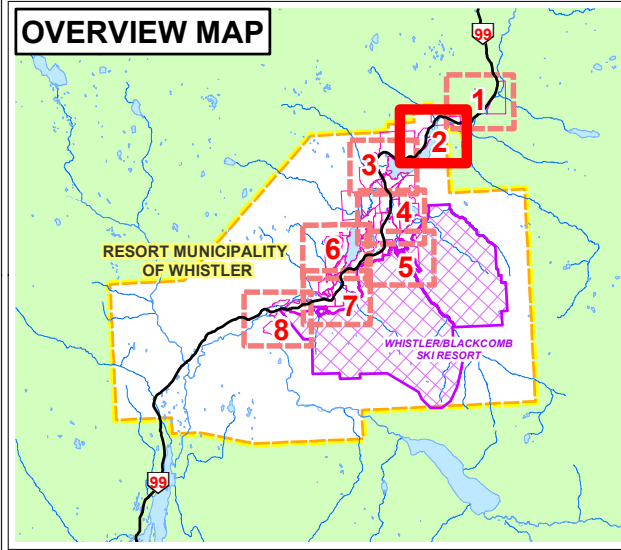 OVERVIEW MAP
99
1
2
3
4
RESORT MUNICIPALITY
OF WHISTLER
6
5
7
8
WHISTLER/BLACKCOMB
SKI RESORT
99